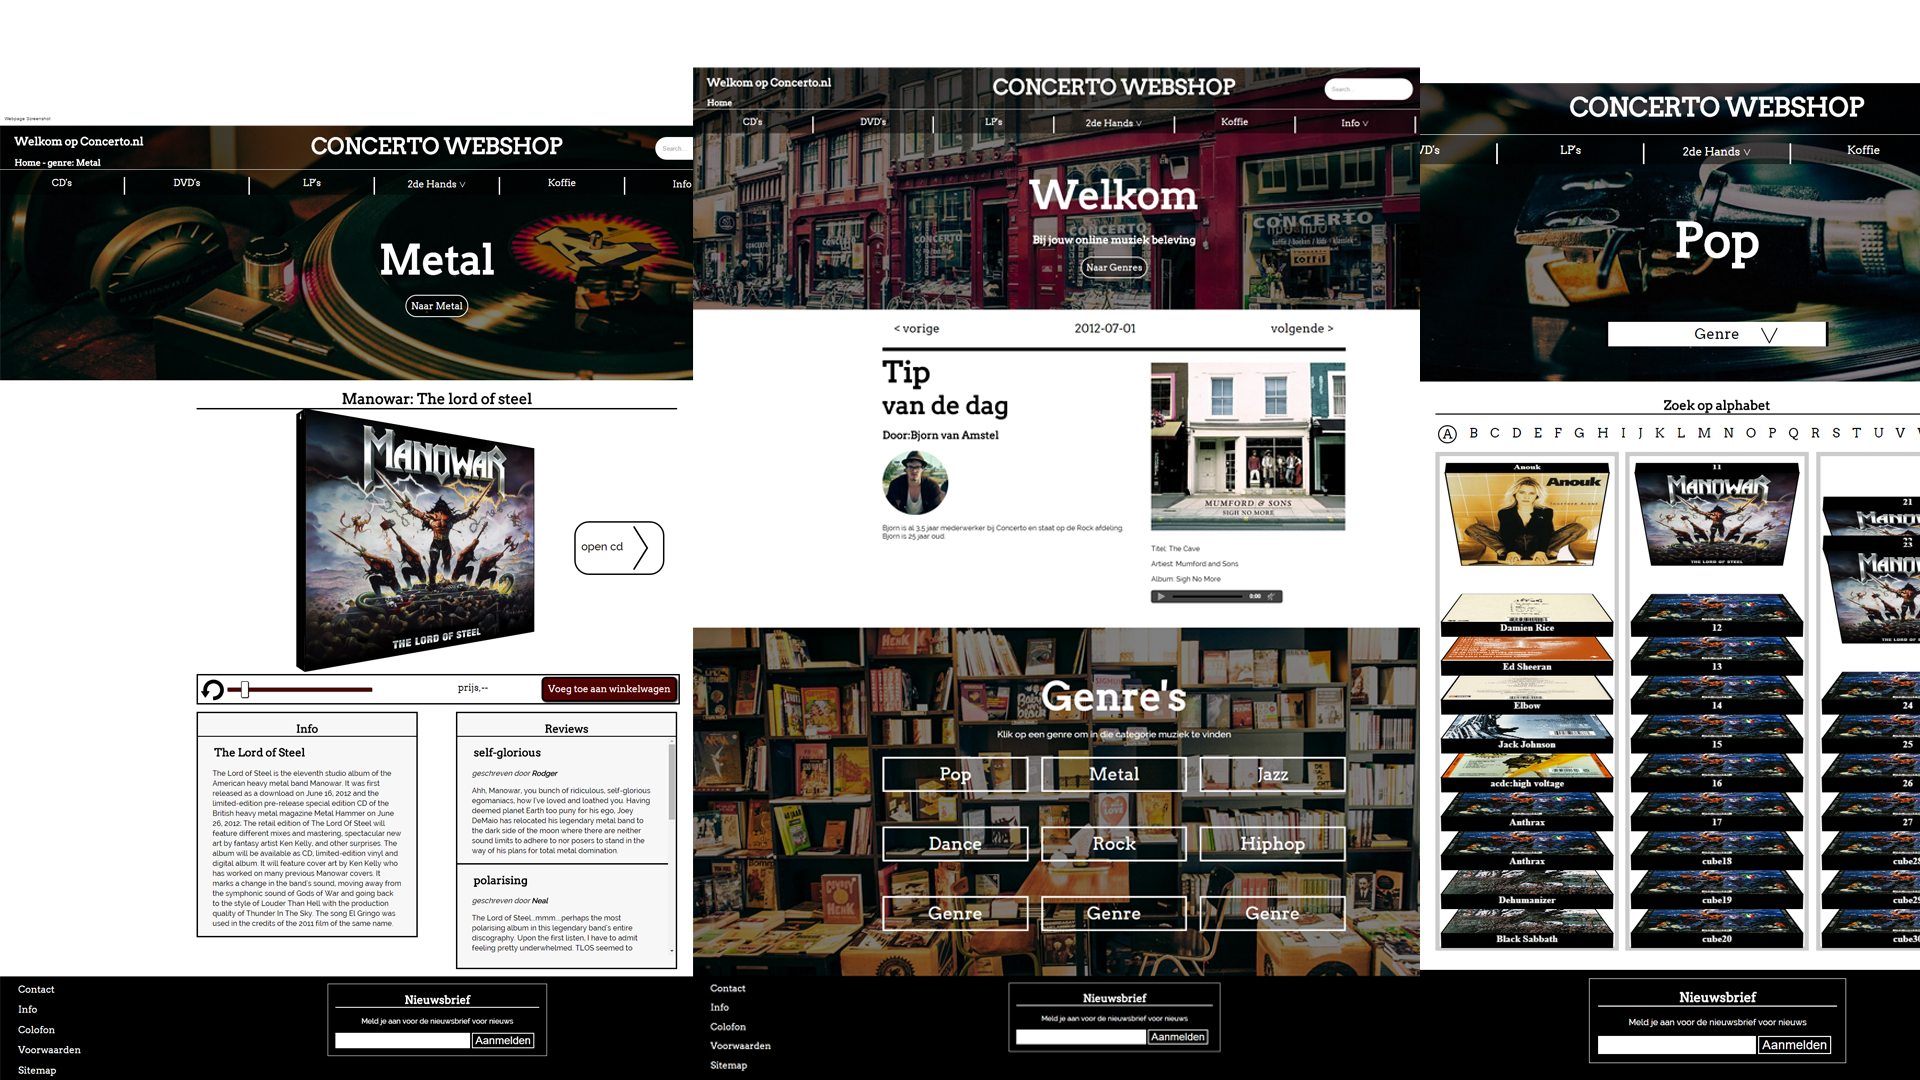 Webpage Screenshot
Welkom op Concerto.nl
CONCERTO WEBSHOP
Search...
Home - genre: Metal
CD's
DVD's
LP's
2de Hands
Koffie
Info
Metal
Naar Metal
Manowar: The lord of steel
MANOWAR
THE LORD OF STEEL
open cd
prijs,--
Voeg toe aan winkelwagen
Info
The Lord of Steel
The Lord of Steel is the eleventh studio album of the
American heavy metal band Manowar. It was first
released as a download on June 16, 2012 and the
limited-edition pre-release special edition CD of the
British heavy metal magazine Metal Hammer on June
26, 2012. The retail edition of The Lord Of Steel will
feature different mixes and mastering, spectacular new
art by fantasy artist Ken Kelly, and other surprises. The
album will be available as CD, limited-edition vinyl and
digital album. It will feature cover art by Ken Kelly who
has worked on many previous Manowar covers. It
marks a change in the band's sound, moving away from
the symphonic sound of Gods of War and going back
to the style of Louder Than Hell with the production
quality of Thunder In The Sky. The song El Gringo was
used in the credits of the 2011 film of the same name.
Reviews
self-glorious
geschreven door Rodger
Ahh, Manowar, you bunch of ridiculous, self-glorious
egomaniacs, how I've loved and loathed you. Having
deemed planet Earth too puny for his ego, Joey
DeMaio has relocated his legendary metal band to
the dark side of the moon where there are neither
sound limits to adhere to nor posers to stand in the
way of his plans for total metal domination.
polarising
geschreven door Neal
The Lord of Steel...mmm....perhaps the most
polarising album in this legendary band's entire
discography. Upon the first listen, I have to admit
feeling pretty underwhelmed. TLOS seemed to
Contact
Info
Colofon
Voorwaarden
Sitemap
Nieuwsbrief
Meld je aan voor de nieuwsbrief voor nieuws
Aanmelden
Welkom op Concerto.nl
CONCERTO WEBSHOP
Search...
Home
CD's
DVD's
LP's
2de Hands
Koffie
Info
Welkom
Bij jouw online muziek beleving
Naar Genres
CONCERTO
CONCERTO
CONCERTO
koffie
< vorige
2012-07-01
volgende >
Tip
van de dag
Door:Bjorn van Amstel
Bjorn is al 3,5 jaar mederwerker bij Concerto en staat op de Rock afdeling.
Bjorn is 25 jaar oud.
MUMFORD & SONS
SIGH NO MORE
Titel: The Cave
Artiest: Mumford and Sons
Album: Sigh No More
0:00
Genre's
Klik op een genre om in die categorie muziek te vinden
Pop
Metal
Jazz
Dance
Rock
Hiphop
Genre
Genre
Genre
Contact
Info
Colofon
Voorwaarden
Sitemap
Nieuwsbrief
Meld je aan voor de nieuwsbrief voor nieuws
Aanmelden
CONCERTO WEBSHOP
VD's
LP's
2de Hands
Koffie
Pop
Genre
Zoek op alphabet
A B C D E F G H I J K L M N O P Q R S T U V
Anouk
Anouk
Damien Rice
Ed Sheeran
Elbow
Jack Johnson
acdc:high voltage
Anthrax
Anthrax
Dehumanizer
Black Sabbath
11
MANOWAR
THE LORD OF STEEL
12
13
14
15
16
17
cube18
cube19
cube20
21
22
23
THE LORD OF
24
25
26
27
cube28
cube29
cube30
Nieuwsbrief
Meld je aan voor de nieuwsbrief voor nieuws
Aanmelden